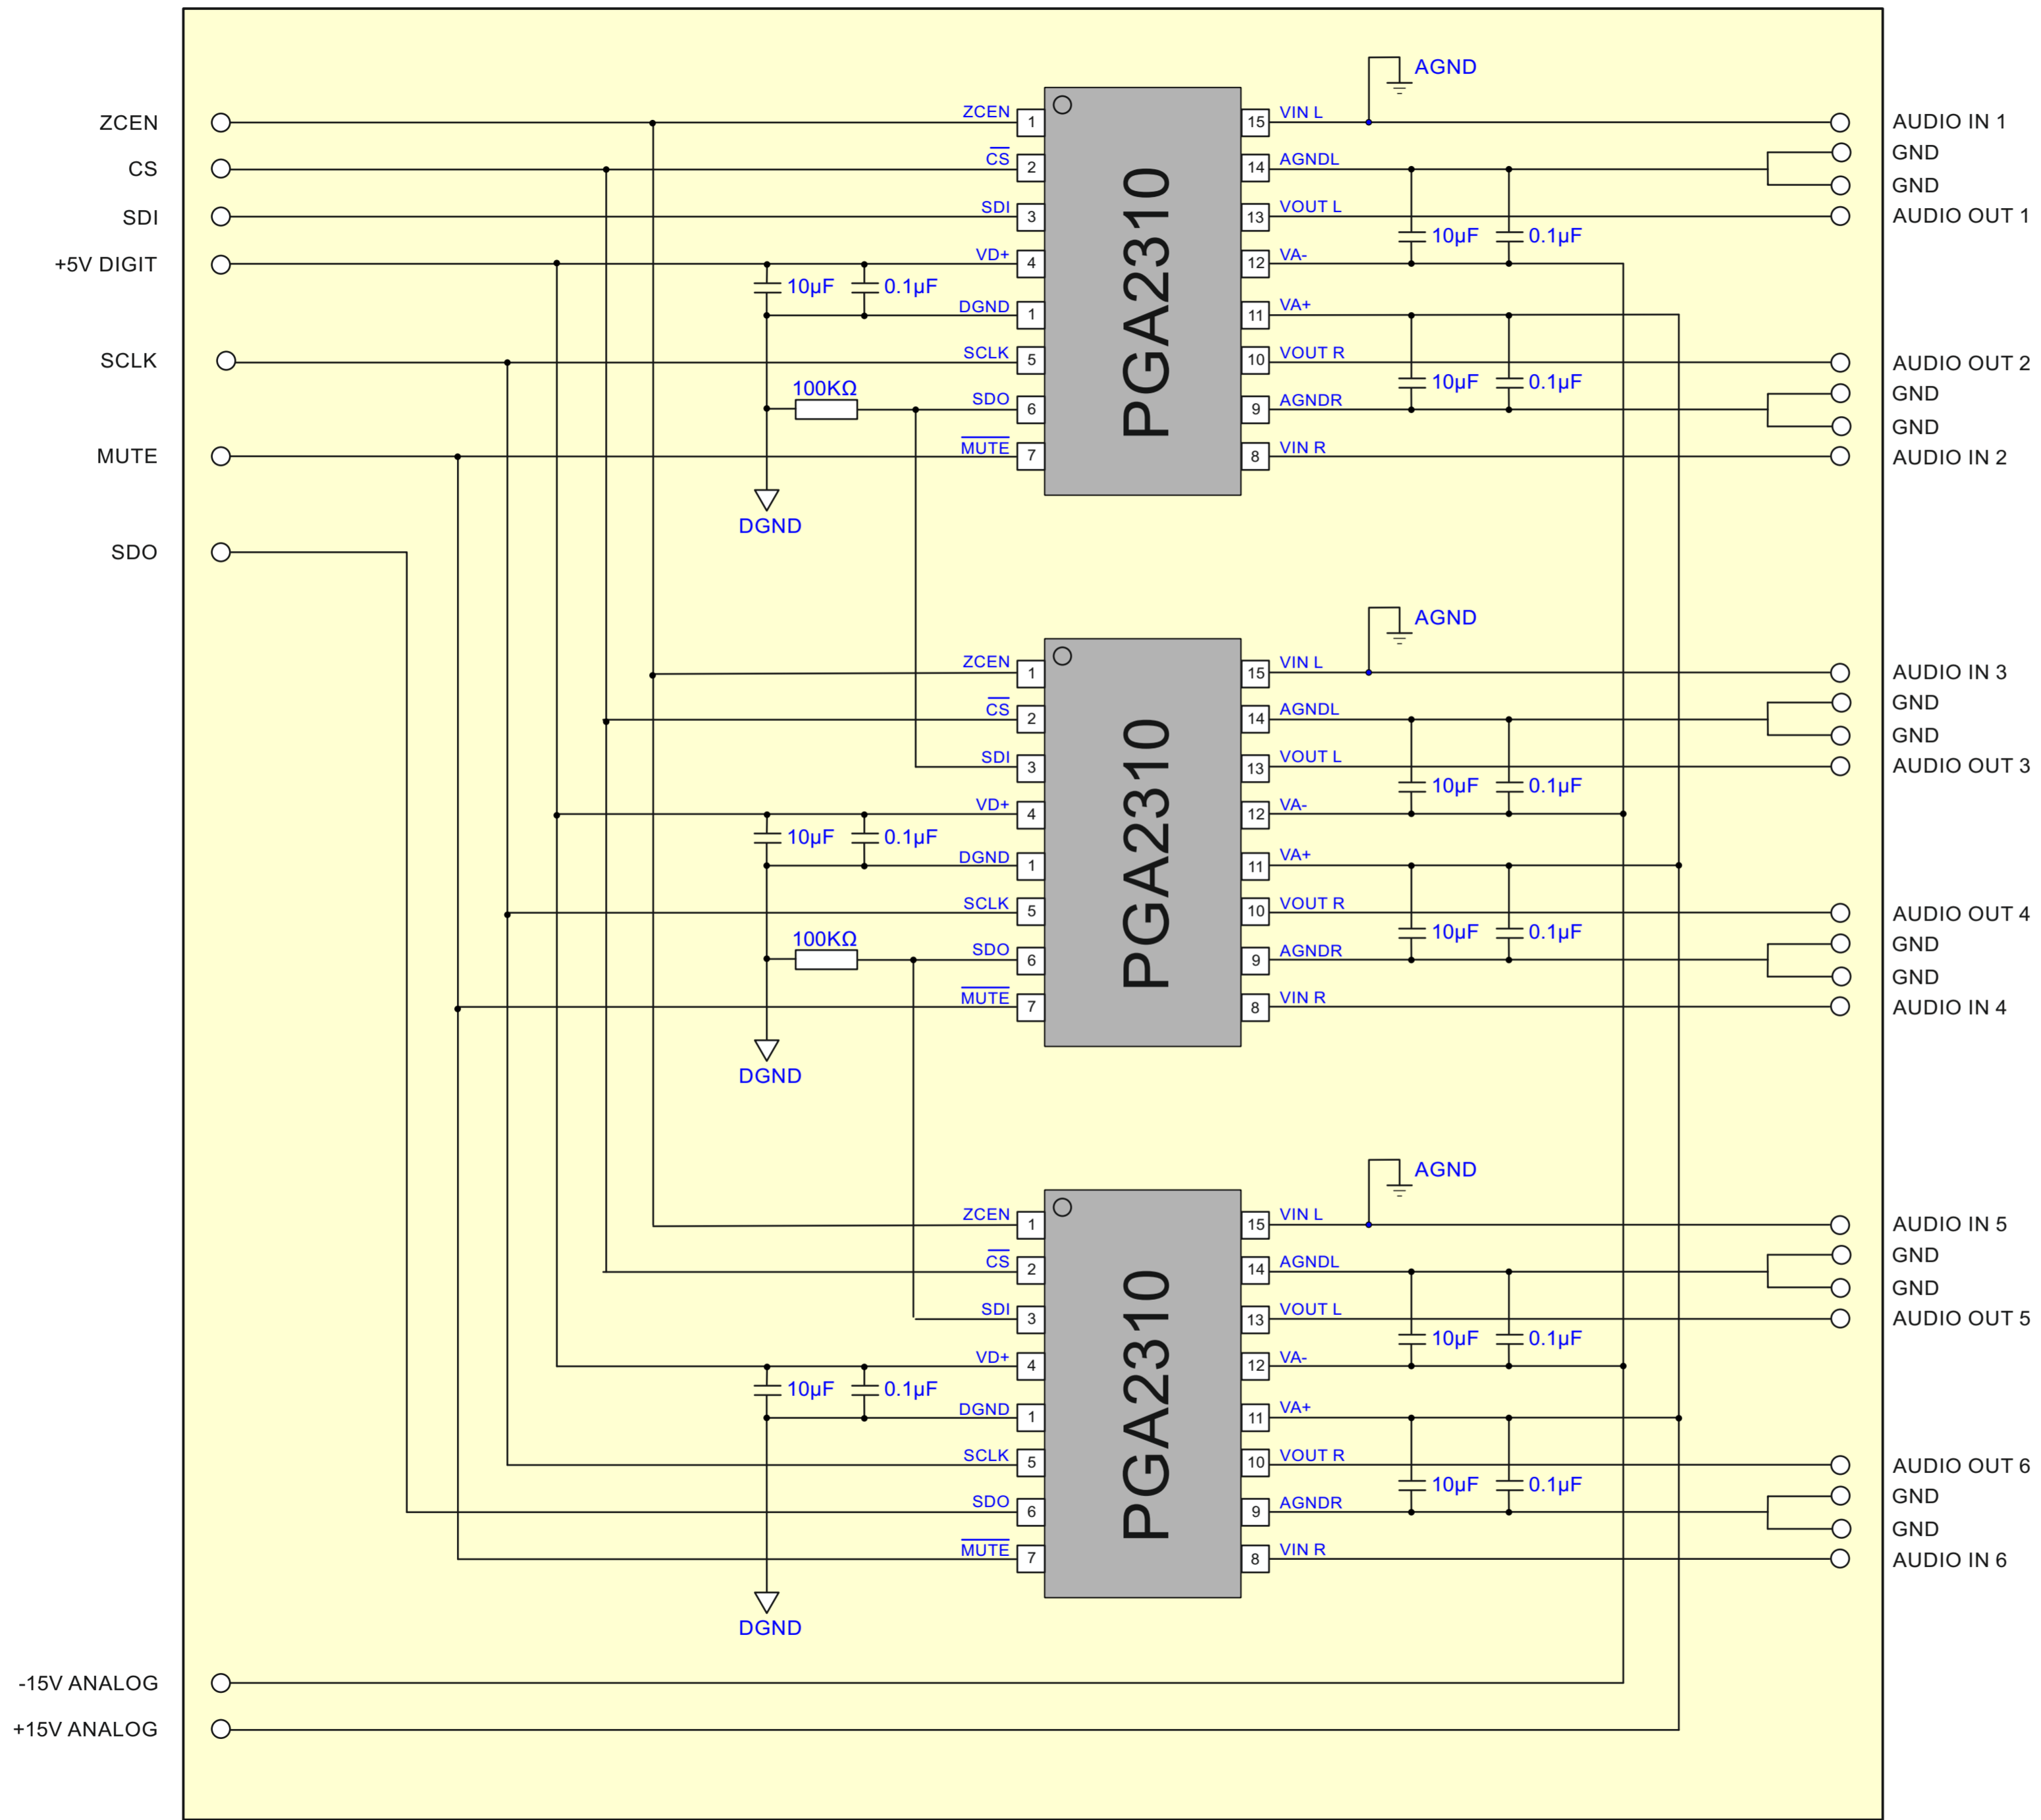 AGND
ZCEN ZCEN 1 15 VIN L AUDIO IN 1
GND
CS CS 2 14 AGNDL
GND
SDI SDI 3 13 VOUT L AUDIO OUT 1
10µF 0.1µF
+5V DIGIT VD+ 4 12 VA-
10µF 0.1µF
DGND 1 11 VA+
SCLK SCLK 5 10 VOUT R AUDIO OUT 2
100KΩ 10µF 0.1µF
GND
SDO 6 9 AGNDR
GND
MUTE MUTE 7 8 VIN R AUDIO IN 2
PGA2310
DGND
SDO
AGND
ZCEN 1 15 VIN L AUDIO IN 3
GND
CS 2 14 AGNDL
GND
SDI 3 13 VOUT L AUDIO OUT 3
10µF 0.1µF
VD+ 4 12 VA-
10µF 0.1µF
DGND 1 11 VA+
SCLK 5 10 VOUT R AUDIO OUT 4
100KΩ 10µF 0.1µF
GND
SDO 6 9 AGNDR
GND
MUTE 7 8 VIN R AUDIO IN 4
PGA2310
DGND
AGND
ZCEN 1 15 VIN L AUDIO IN 5
GND
CS 2 14 AGNDL
GND
SDI 3 13 VOUT L AUDIO OUT 5
10µF 0.1µF
VD+ 4 12 VA-
10µF 0.1µF
DGND 1 11 VA+
SCLK 5 10 VOUT R AUDIO OUT 6
10µF 0.1µF
GND
SDO 6 9 AGNDR
GND
MUTE 7 8 VIN R AUDIO IN 6
PGA2310
DGND
-15V ANALOG
+15V ANALOG